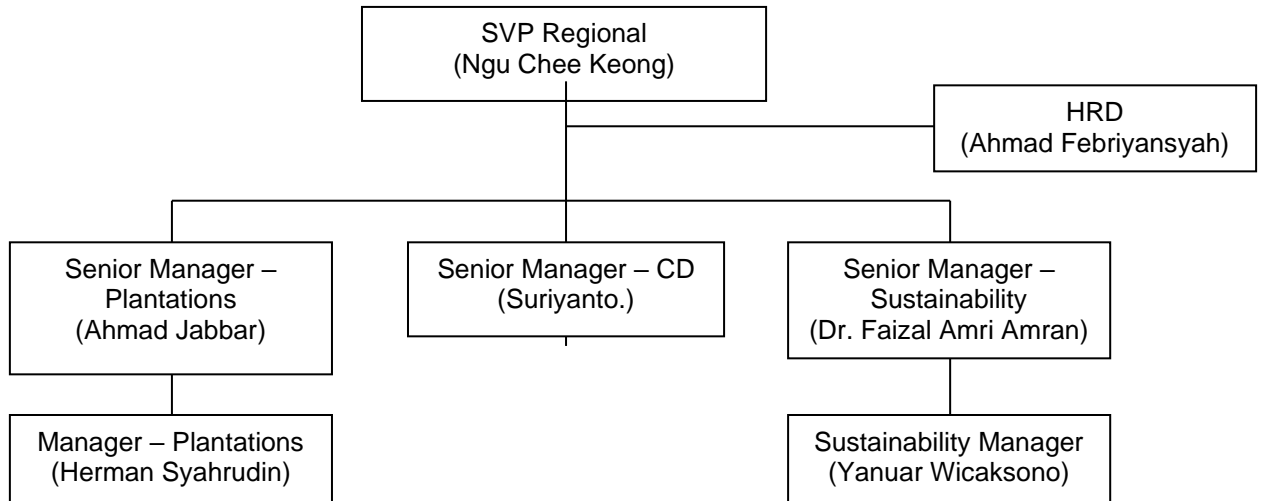 SVP Regional
(Ngu Chee Keong)
HRD
(Ahmad Febriyansyah)
Senior Manager –
Plantations
(Ahmad Jabbar)
Senior Manager – CD
(Suriyanto.)
Senior Manager –
Sustainability
(Dr. Faizal Amri Amran)
Manager – Plantations
(Herman Syahrudin)
Sustainability Manager
(Yanuar Wicaksono)